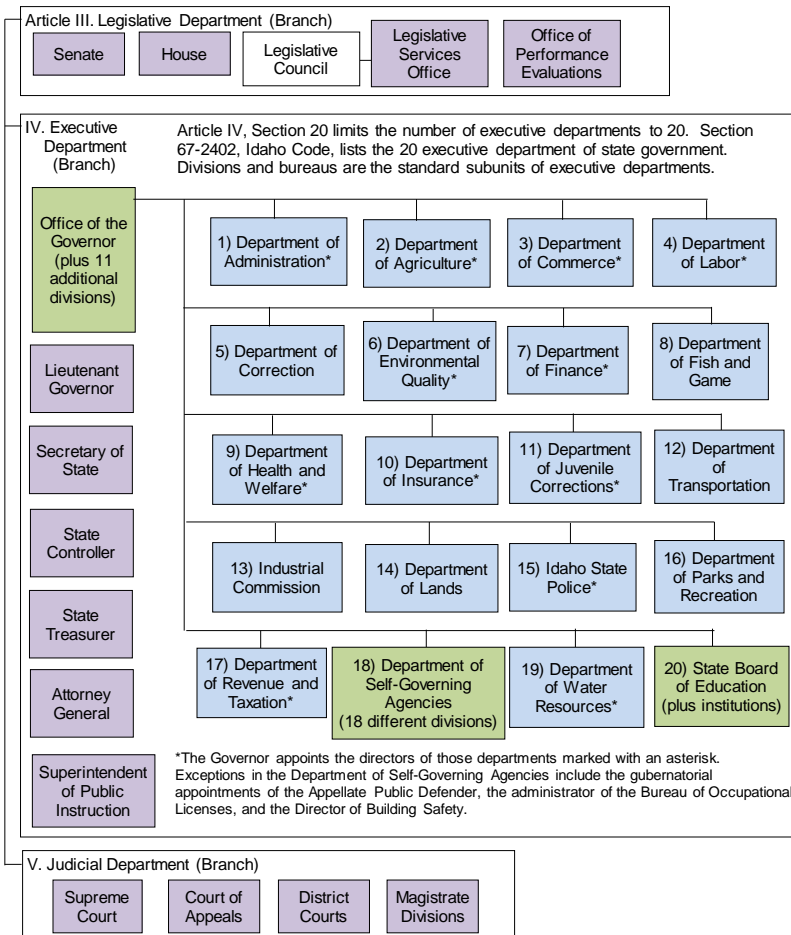 Article III. Legislative Department (Branch)
Senate
House
Legislative
Council
Legislative
Services
Office
Office of
Performance
Evaluations
IV. Executive
Department
(Branch)
Article IV, Section 20 limits the number of executive departments to 20. Section
67-2402, Idaho Code, lists the 20 executive department of state government.
Divisions and bureaus are the standard subunits of executive departments.
Office of the
Governor
(plus 11
additional
divisions)
Lieutenant
Governor
Secretary of
State
State
Controller
State
Treasurer
Attorney
General
Superintendent
of Public
Instruction
1) Department of
Administration*
2) Department
of Agriculture*
3) Department
of Commerce*
4) Department
of Labor*
5) Department of
Correction
6) Department of
Environmental
Quality*
7) Department
of Finance*
8) Department
of Fish and
Game
9) Department
of Health and
Welfare*
10) Department
of Insurance*
11) Department
of Juvenile
Corrections*
12) Department
of
Transportation
13) Industrial
Commission
14) Department
of Lands
15) Idaho State
Police*
16) Department
of Parks and
Recreation
17) Department
of Revenue and
Taxation*
18) Department of
Self-Governing
Agencies
(18 different divisions)
19) Department
of Water
Resources*
20) State Board
of Education
(plus institutions)
*The Governor appoints the directors of those departments marked with an asterisk.
Exceptions in the Department of Self-Governing Agencies include the gubernatorial
appointments of the Appellate Public Defender, the administrator of the Bureau of Occupational
Licenses, and the Director of Building Safety.
V. Judicial Department (Branch)
Supreme
Court
Court of
Appeals
District
Courts
Magistrate
Divisions